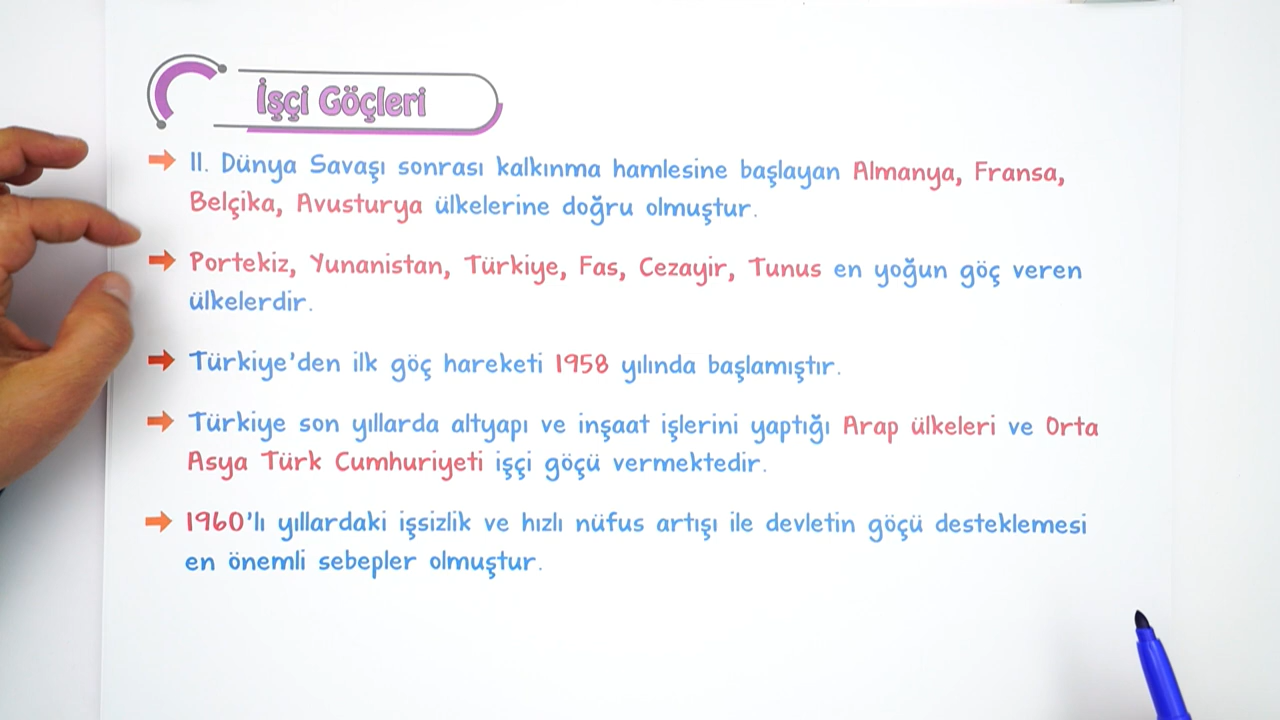 İşçi Göçleri
II. Dünya Savaşı sonrası kalkınma hamlesine başlayan Almanya, Fransa,
Belçika, Avusturya ülkelerine doğru olmuştur.
Portekiz, Yunanistan, Türkiye, Fas, Cezayir, Tunus en yoğun göç veren
ülkelerdir.
Türkiye'den ilk göç hareketi 1958 yılında başlamıştır.
Türkiye son yıllarda altyapı ve inşaat işlerini yaptığı Arap ülkeleri ve Orta
Asya Türk Cumhuriyeti işçi göçü vermektedir.
1960'lı yıllardaki işsizlik ve hızlı nüfus artışı ile devletin göçü desteklemesi
en önemli sebepler olmuştur.